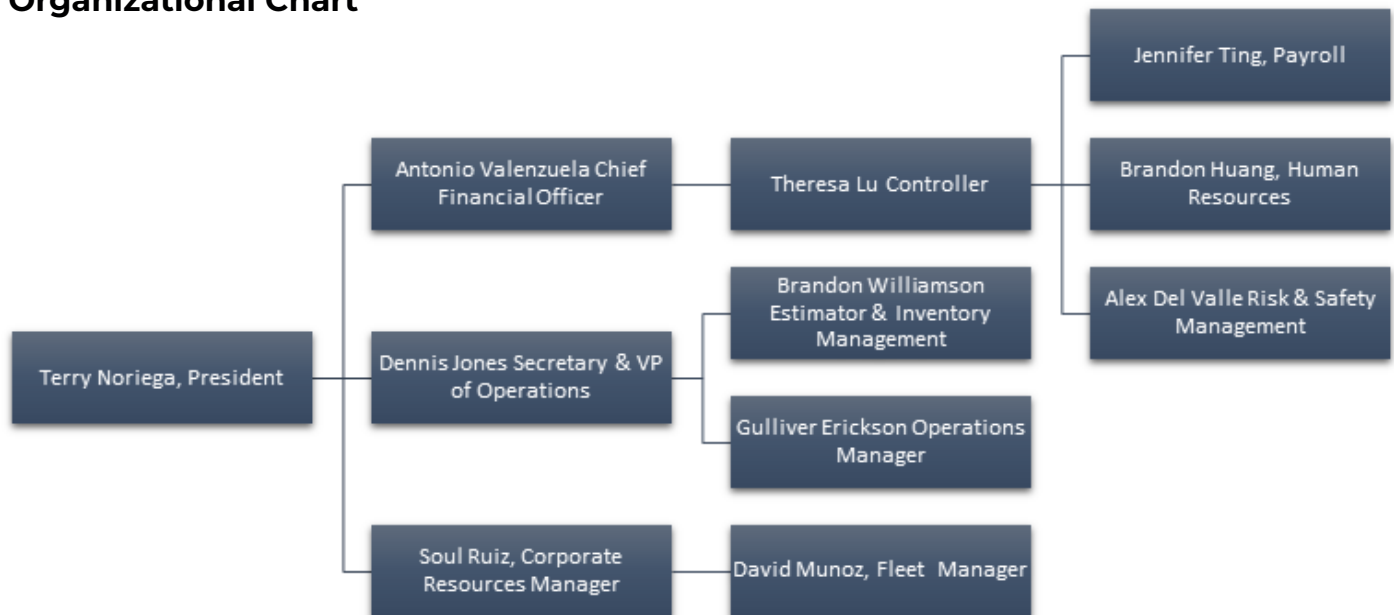 Organizational Chart
Jennifer Ting, Payroll
Antonio Valenzuela Chief
Financial Officer
Theresa Lu Controller
Brandon Huang, Human
Resources
Brandon Williamson
Estimator & Inventory
Management
Alex Del Valle Risk & Safety
Management
Terry Noriega, President
Dennis Jones Secretary & VP
of Operations
Gulliver Erickson Operations
Manager
Soul Ruiz, Corporate
Resources Manager
David Munoz, Fleet Manager